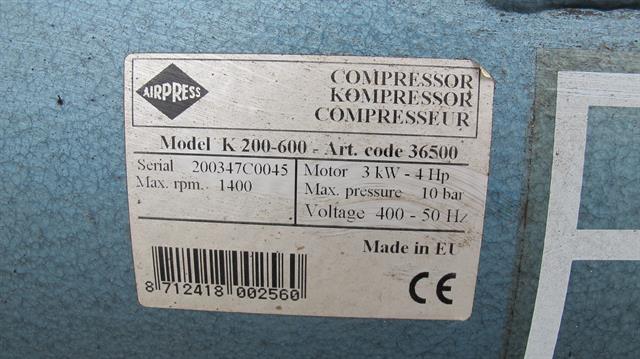 AIRPRESS
COMPRESSOR
KOMPRESSOR
COMPRESSEUR
Model K 200-600 - Art. code 36500
Serial 200347C0045
Max. rpm. 1400
Motor 3 kW - 4 Hp
Max. pressure 10 bar
Voltage 400 - 50 Hz
Made in EU
8 712418 002560
CE